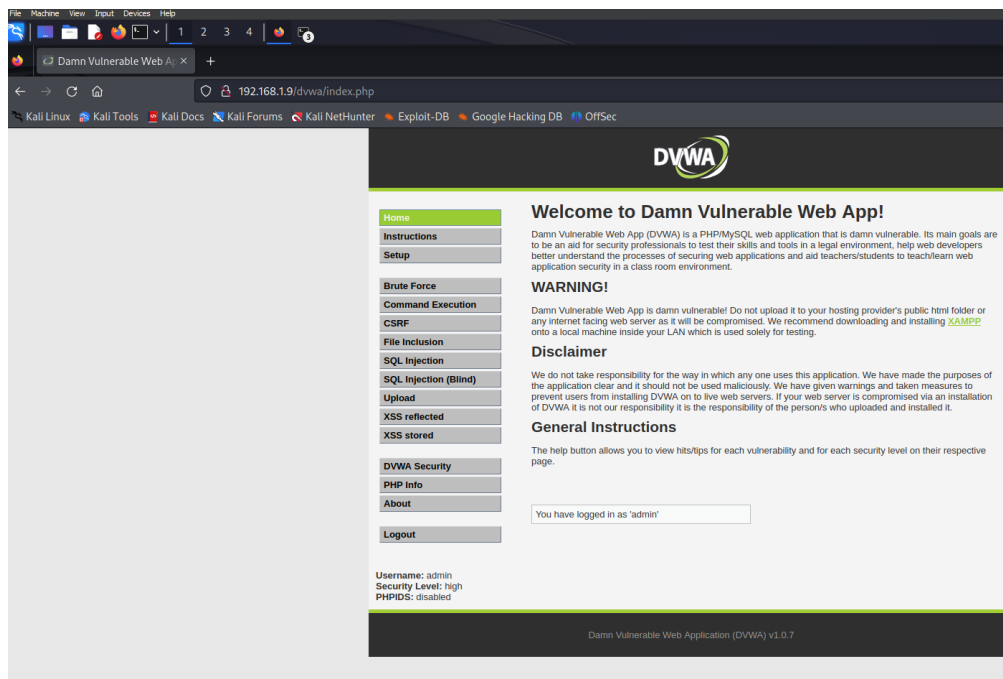 File Machine View Input Devices Help
1 2 3 4 3
Damn Vulnerable Web Ap × +
192.168.1.9/dvwa/index.php
Kali Linux Kali Tools Kali Docs Kali Forums Kali NetHunter Exploit-DB Google Hacking DB OffSec
DVWA
Home
Instructions
Setup
Brute Force
Command Execution
CSRF
File Inclusion
SQL Injection
SQL Injection (Blind)
Upload
XSS reflected
XSS stored
DVWA Security
PHP Info
About
Logout
Username: admin
Security Level: high
PHPIDS: disabled
Welcome to Damn Vulnerable Web App!
Damn Vulnerable Web App (DVWA) is a PHP/MySQL web application that is damn vulnerable. Its main goals are
to be an aid for security professionals to test their skills and tools in a legal environment, help web developers
better understand the processes of securing web applications and aid teachers/students to teach/learn web
application security in a class room environment.
WARNING!
Damn Vulnerable Web App is damn vulnerable! Do not upload it to your hosting provider's public html folder or
any internet facing web server as it will be compromised. We recommend downloading and installing XAMPP
onto a local machine inside your LAN which is used solely for testing.
Disclaimer
We do not take responsibility for the way in which any one uses this application. We have made the purposes of
the application clear and it should not be used maliciously. We have given warnings and taken measures to
prevent users from installing DVWA on to live web servers. If your web server is compromised via an installation
of DVWA it is not our responsibility it is the responsibility of the person/s who uploaded and installed it.
General Instructions
The help button allows you to view hits/tips for each vulnerability and for each security level on their respective
page.
You have logged in as 'admin'
Damn Vulnerable Web Application (DVWA) v1.0.7